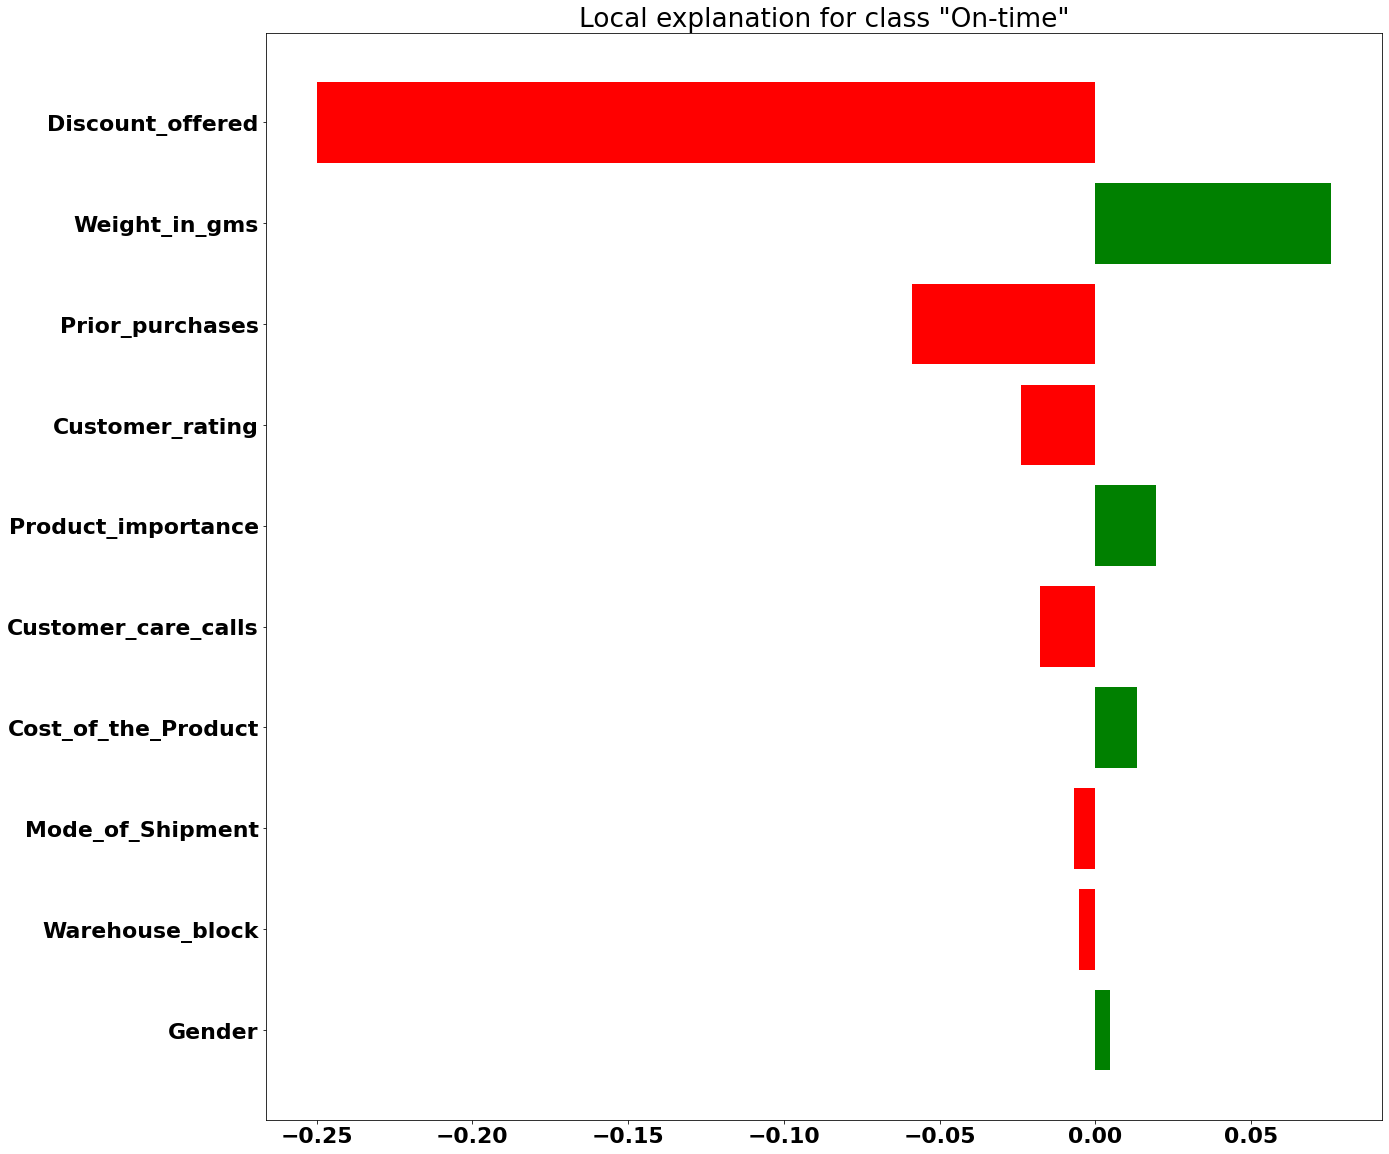 Local explanation for class "On-time"
Discount_offered
Weight_in_gms
Prior_purchases
Customer_rating
Product_importance
Customer_care_calls
Cost_of_the_Product
Mode_of_Shipment
Warehouse_block
Gender
−0.25 −0.20 −0.15 −0.10 −0.05 0.00 0.05